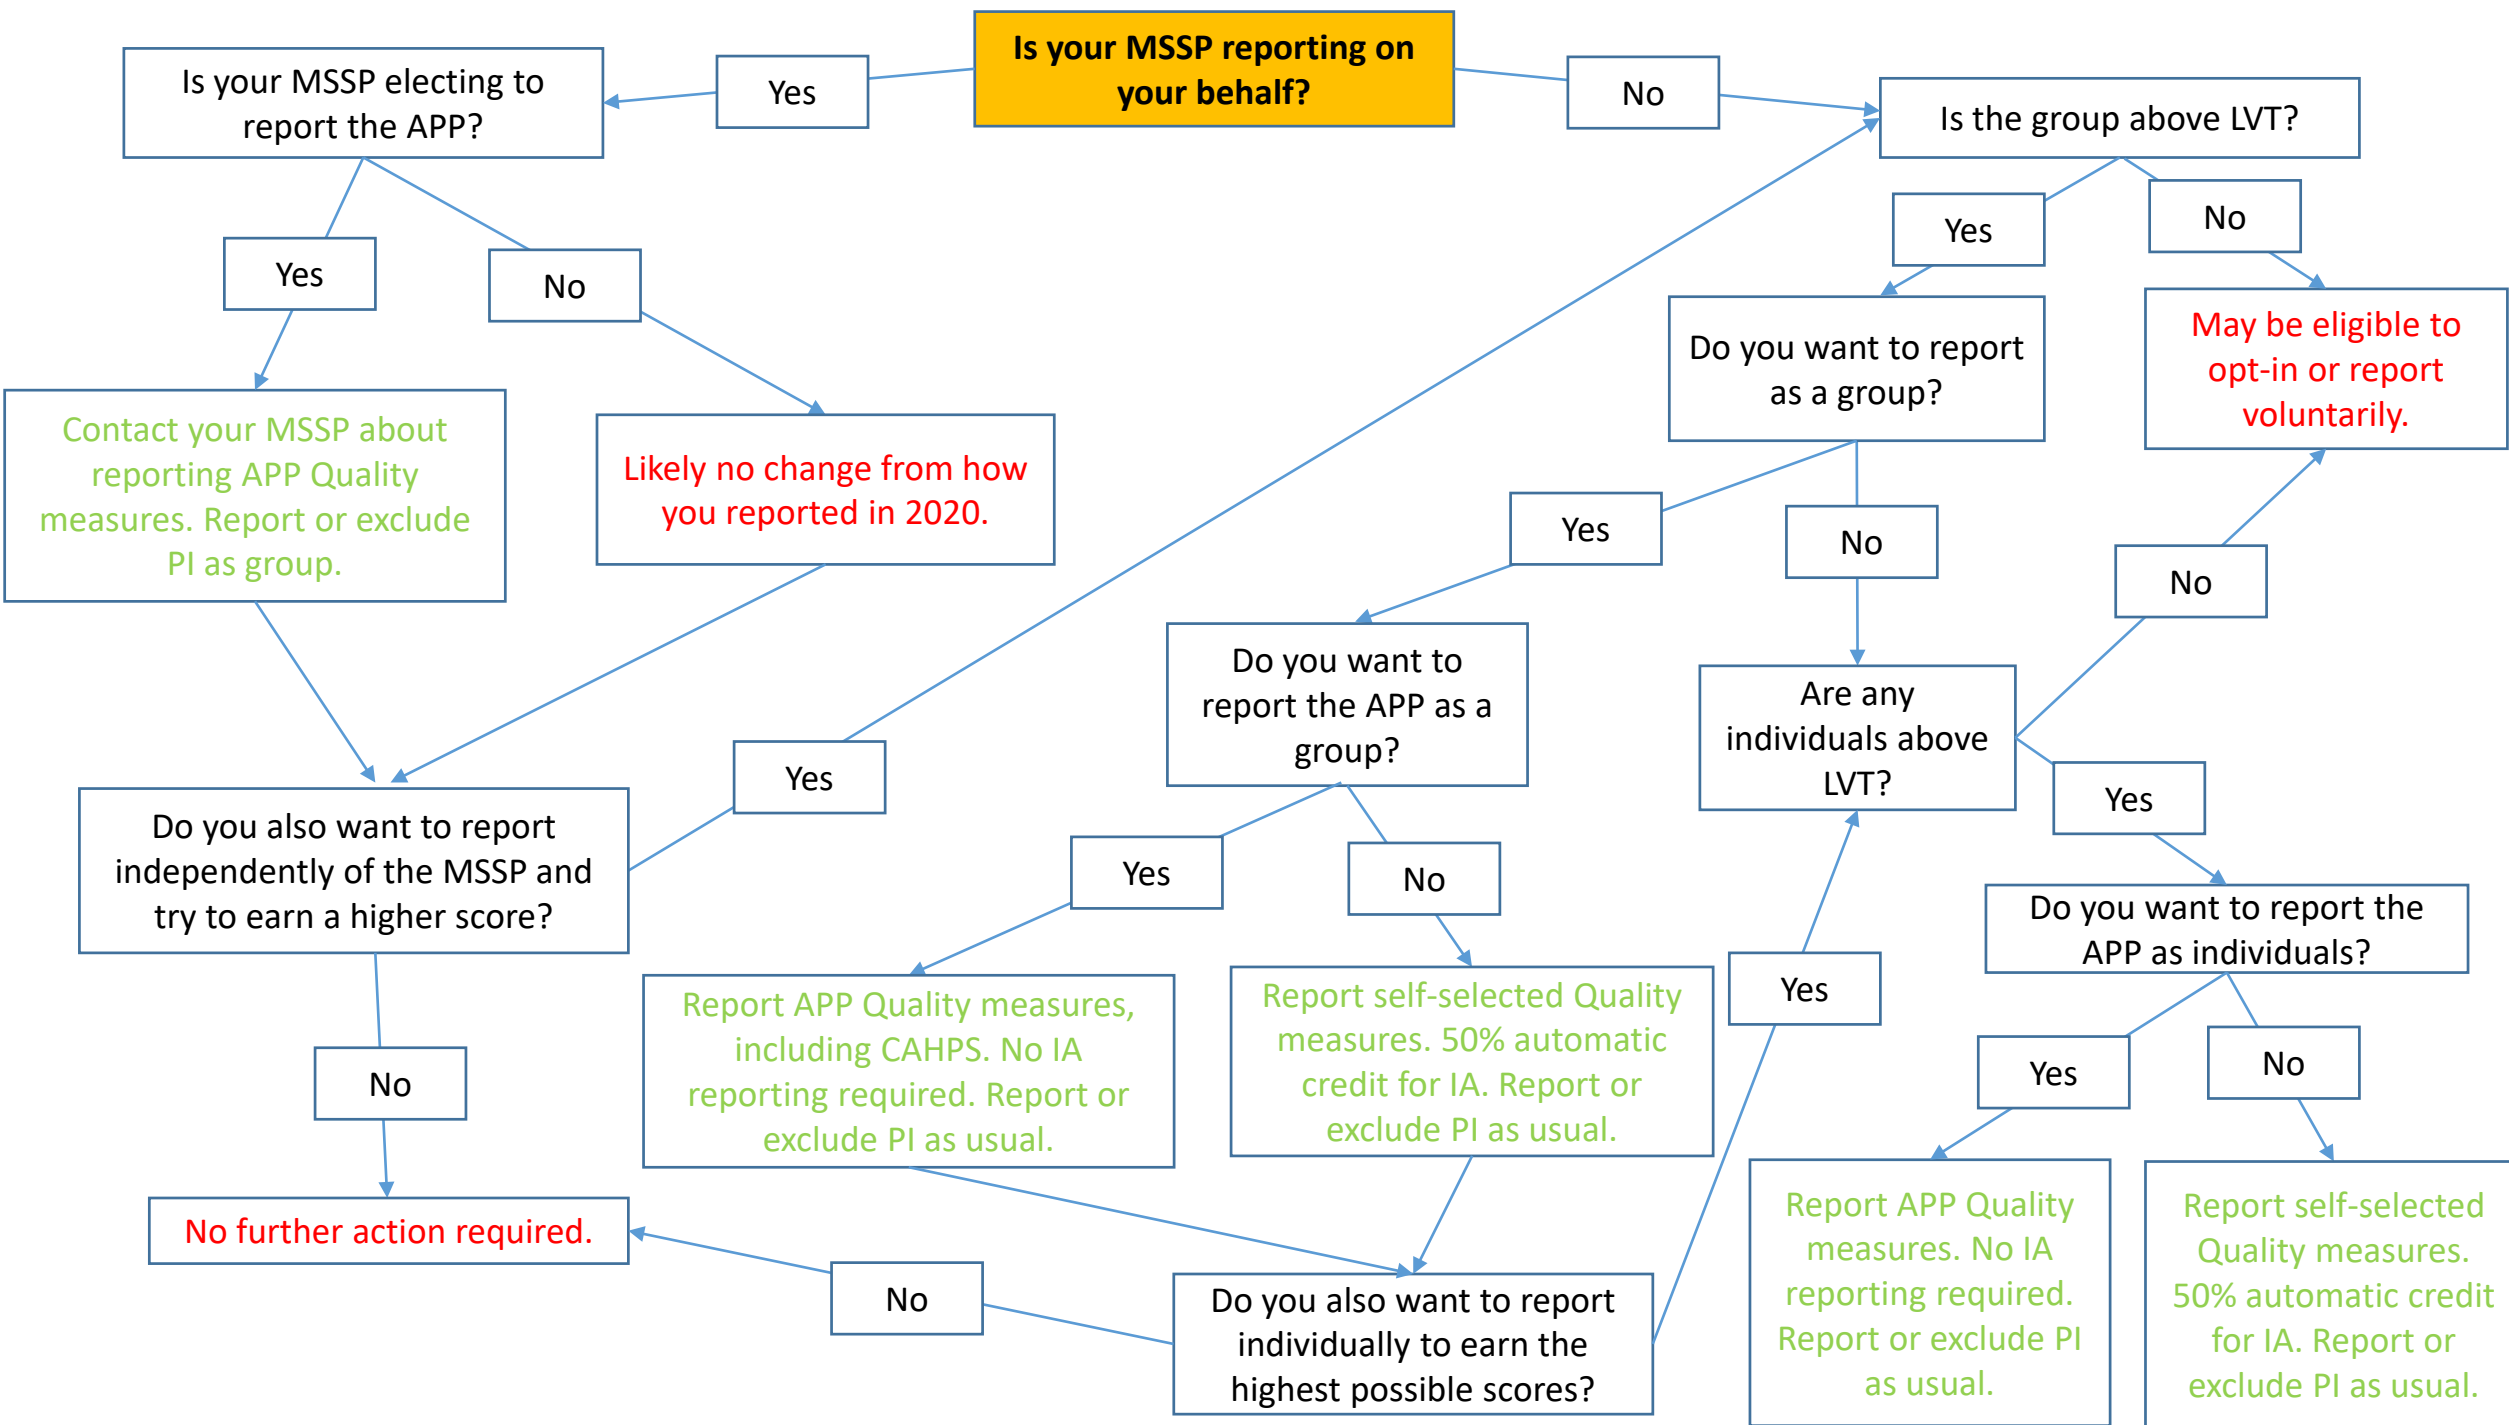 Is your MSSP reporting on
your behalf?
Is your MSSP electing to
report the APP?
Yes
No
Is the group above LVT?
Yes
No
Yes
No
Contact your MSSP about
reporting APP Quality
measures. Report or exclude
PI as group.
Likely no change from how
you reported in 2020.
Do you want to report
as a group?
May be eligible to
opt-in or report
voluntarily.
Yes
No
No
Do you want to
report the APP as a
group?
Are any
individuals above
LVT?
Yes
Do you also want to report
independently of the MSSP and
try to earn a higher score?
Yes
No
Yes
Do you want to report the
APP as individuals?
No
Report APP Quality measures,
including CAHPS. No IA
reporting required. Report or
exclude PI as usual.
Report self-selected Quality
measures. 50% automatic
credit for IA. Report or
exclude PI as usual.
Yes
Yes
No
No further action required.
No
Do you also want to report
individually to earn the
highest possible scores?
Report APP Quality
measures. No IA
reporting required.
Report or exclude PI
as usual.
Report self-selected
Quality measures.
50% automatic credit
for IA. Report or
exclude PI as usual.